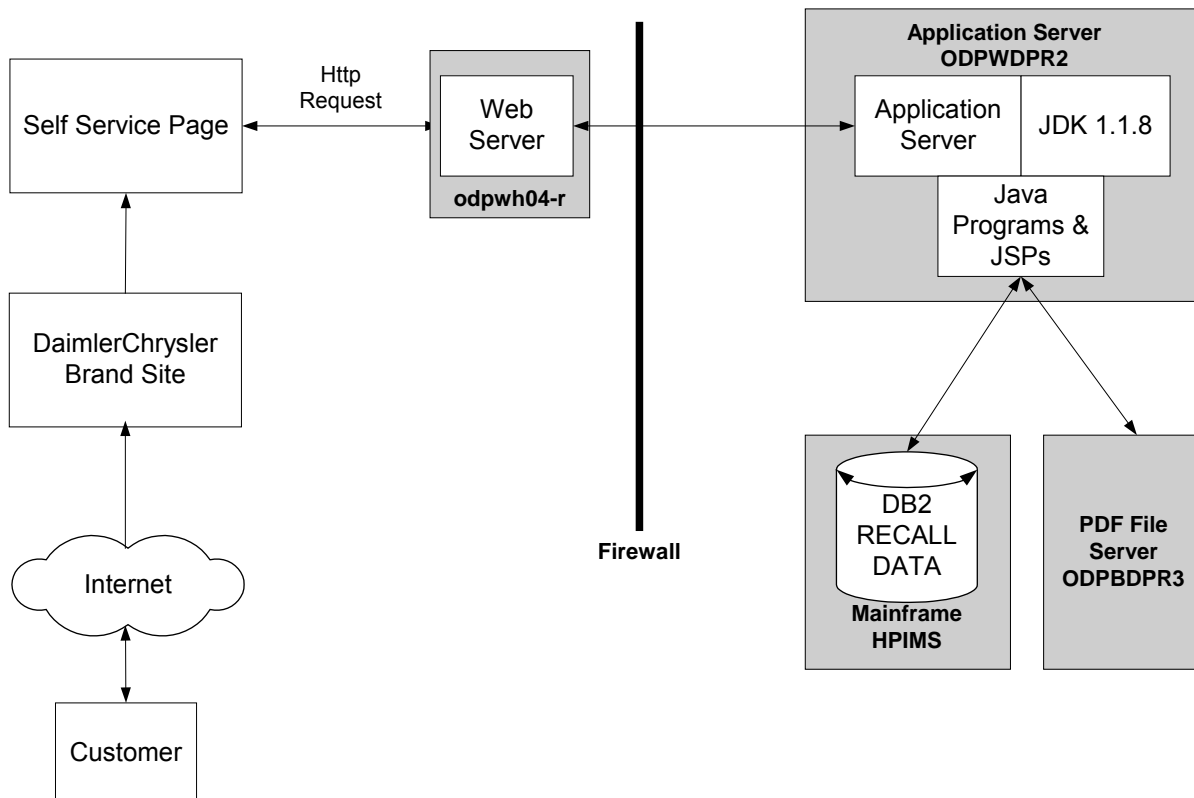 Self Service Page
Http
Request
Web
Server
odpwh04-r
Application Server
ODPWDPR2
Application
Server
JDK 1.1.8
Java
Programs &
JSPs
DaimlerChrysler
Brand Site
Internet
Customer
Firewall
DB2
RECALL
DATA
Mainframe
HPIMS
PDF File
Server
ODPBDPR3